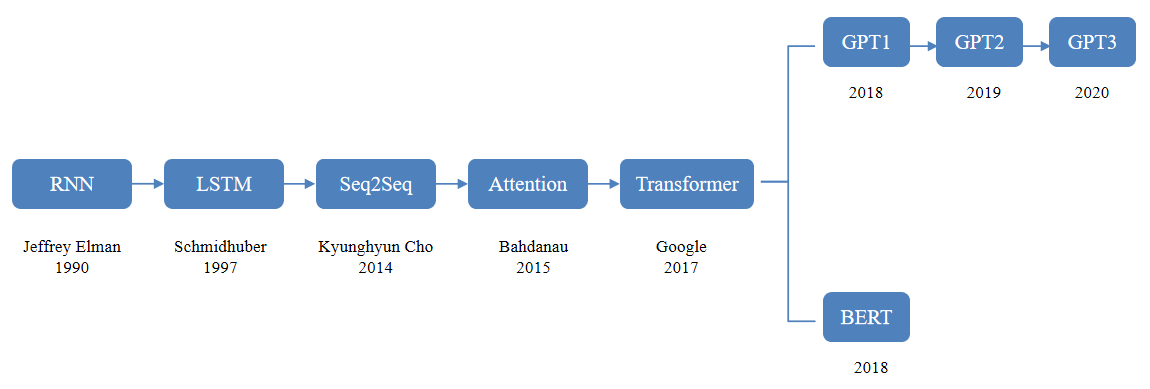 GPT1
GPT2
GPT3
2018
2019
2020
RNN
LSTM
Seq2Seq
Attention
Transformer
Jeffrey Elman
1990
Schmidhuber
1997
Kyunghyun Cho
2014
Bahdanau
2015
Google
2017
BERT
2018